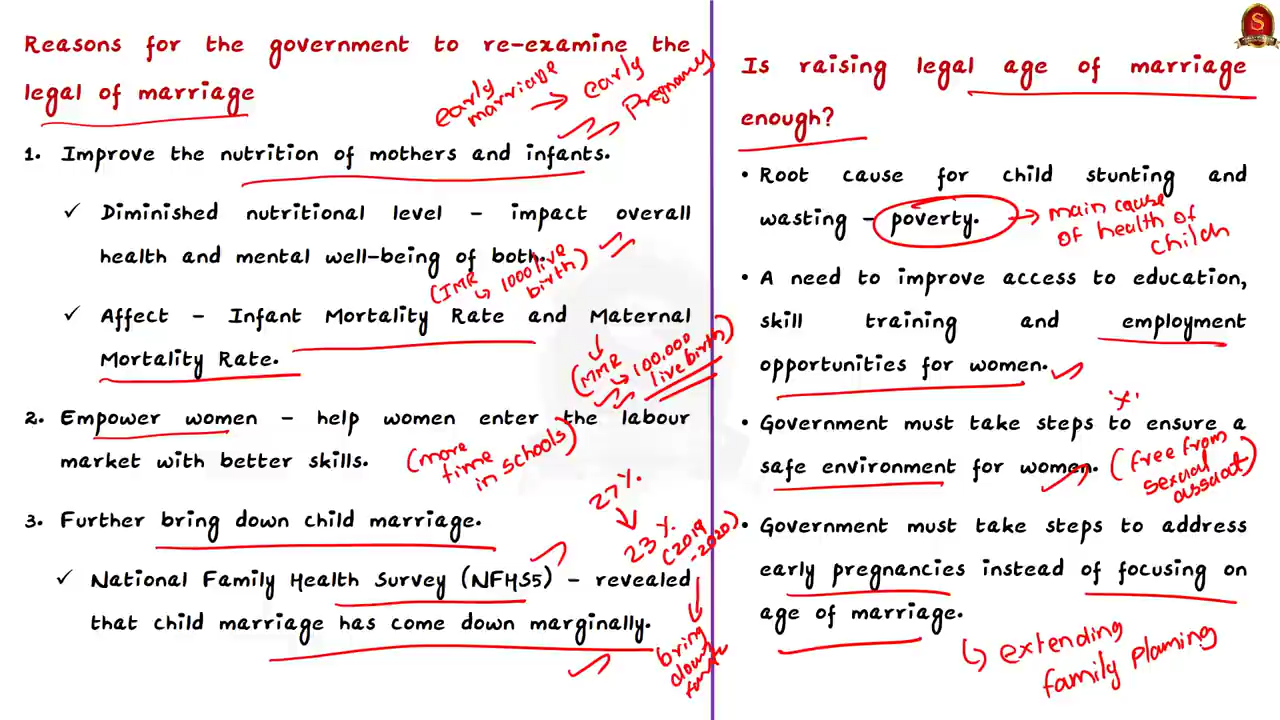 Reasons for the government to re-examine the
legal of marriage
early
marriage → early
Pregnancy
1. Improve the nutrition of mothers and infants.
✓ Diminished nutritional level - impact overall
health and mental well-being of both.
(IMR ↳ 1000 live
birth)
✓ Affect - Infant Mortality Rate and Maternal
Mortality Rate.
(MMR ↳ 100,000
live birth)
2. Empower women - help women enter the labour
market with better skills.
(more
time
in schools)
3. Further bring down child marriage.
27%
↓
23% (2019
-2020)
✓ National Family Health Survey (NFHS5) - revealed
that child marriage has come down marginally.
bring
down
S
Is raising legal age of marriage
enough?
• Root cause for child stunting and
wasting - poverty.
→ main cause
of health of
child
• A need to improve access to education,
skill training and employment
opportunities for women.
• Government must take steps to ensure a
safe environment for women.
(free from
sexual
assault)
• Government must take steps to address
early pregnancies instead of focusing on
age of marriage.
↳ extending
family planing